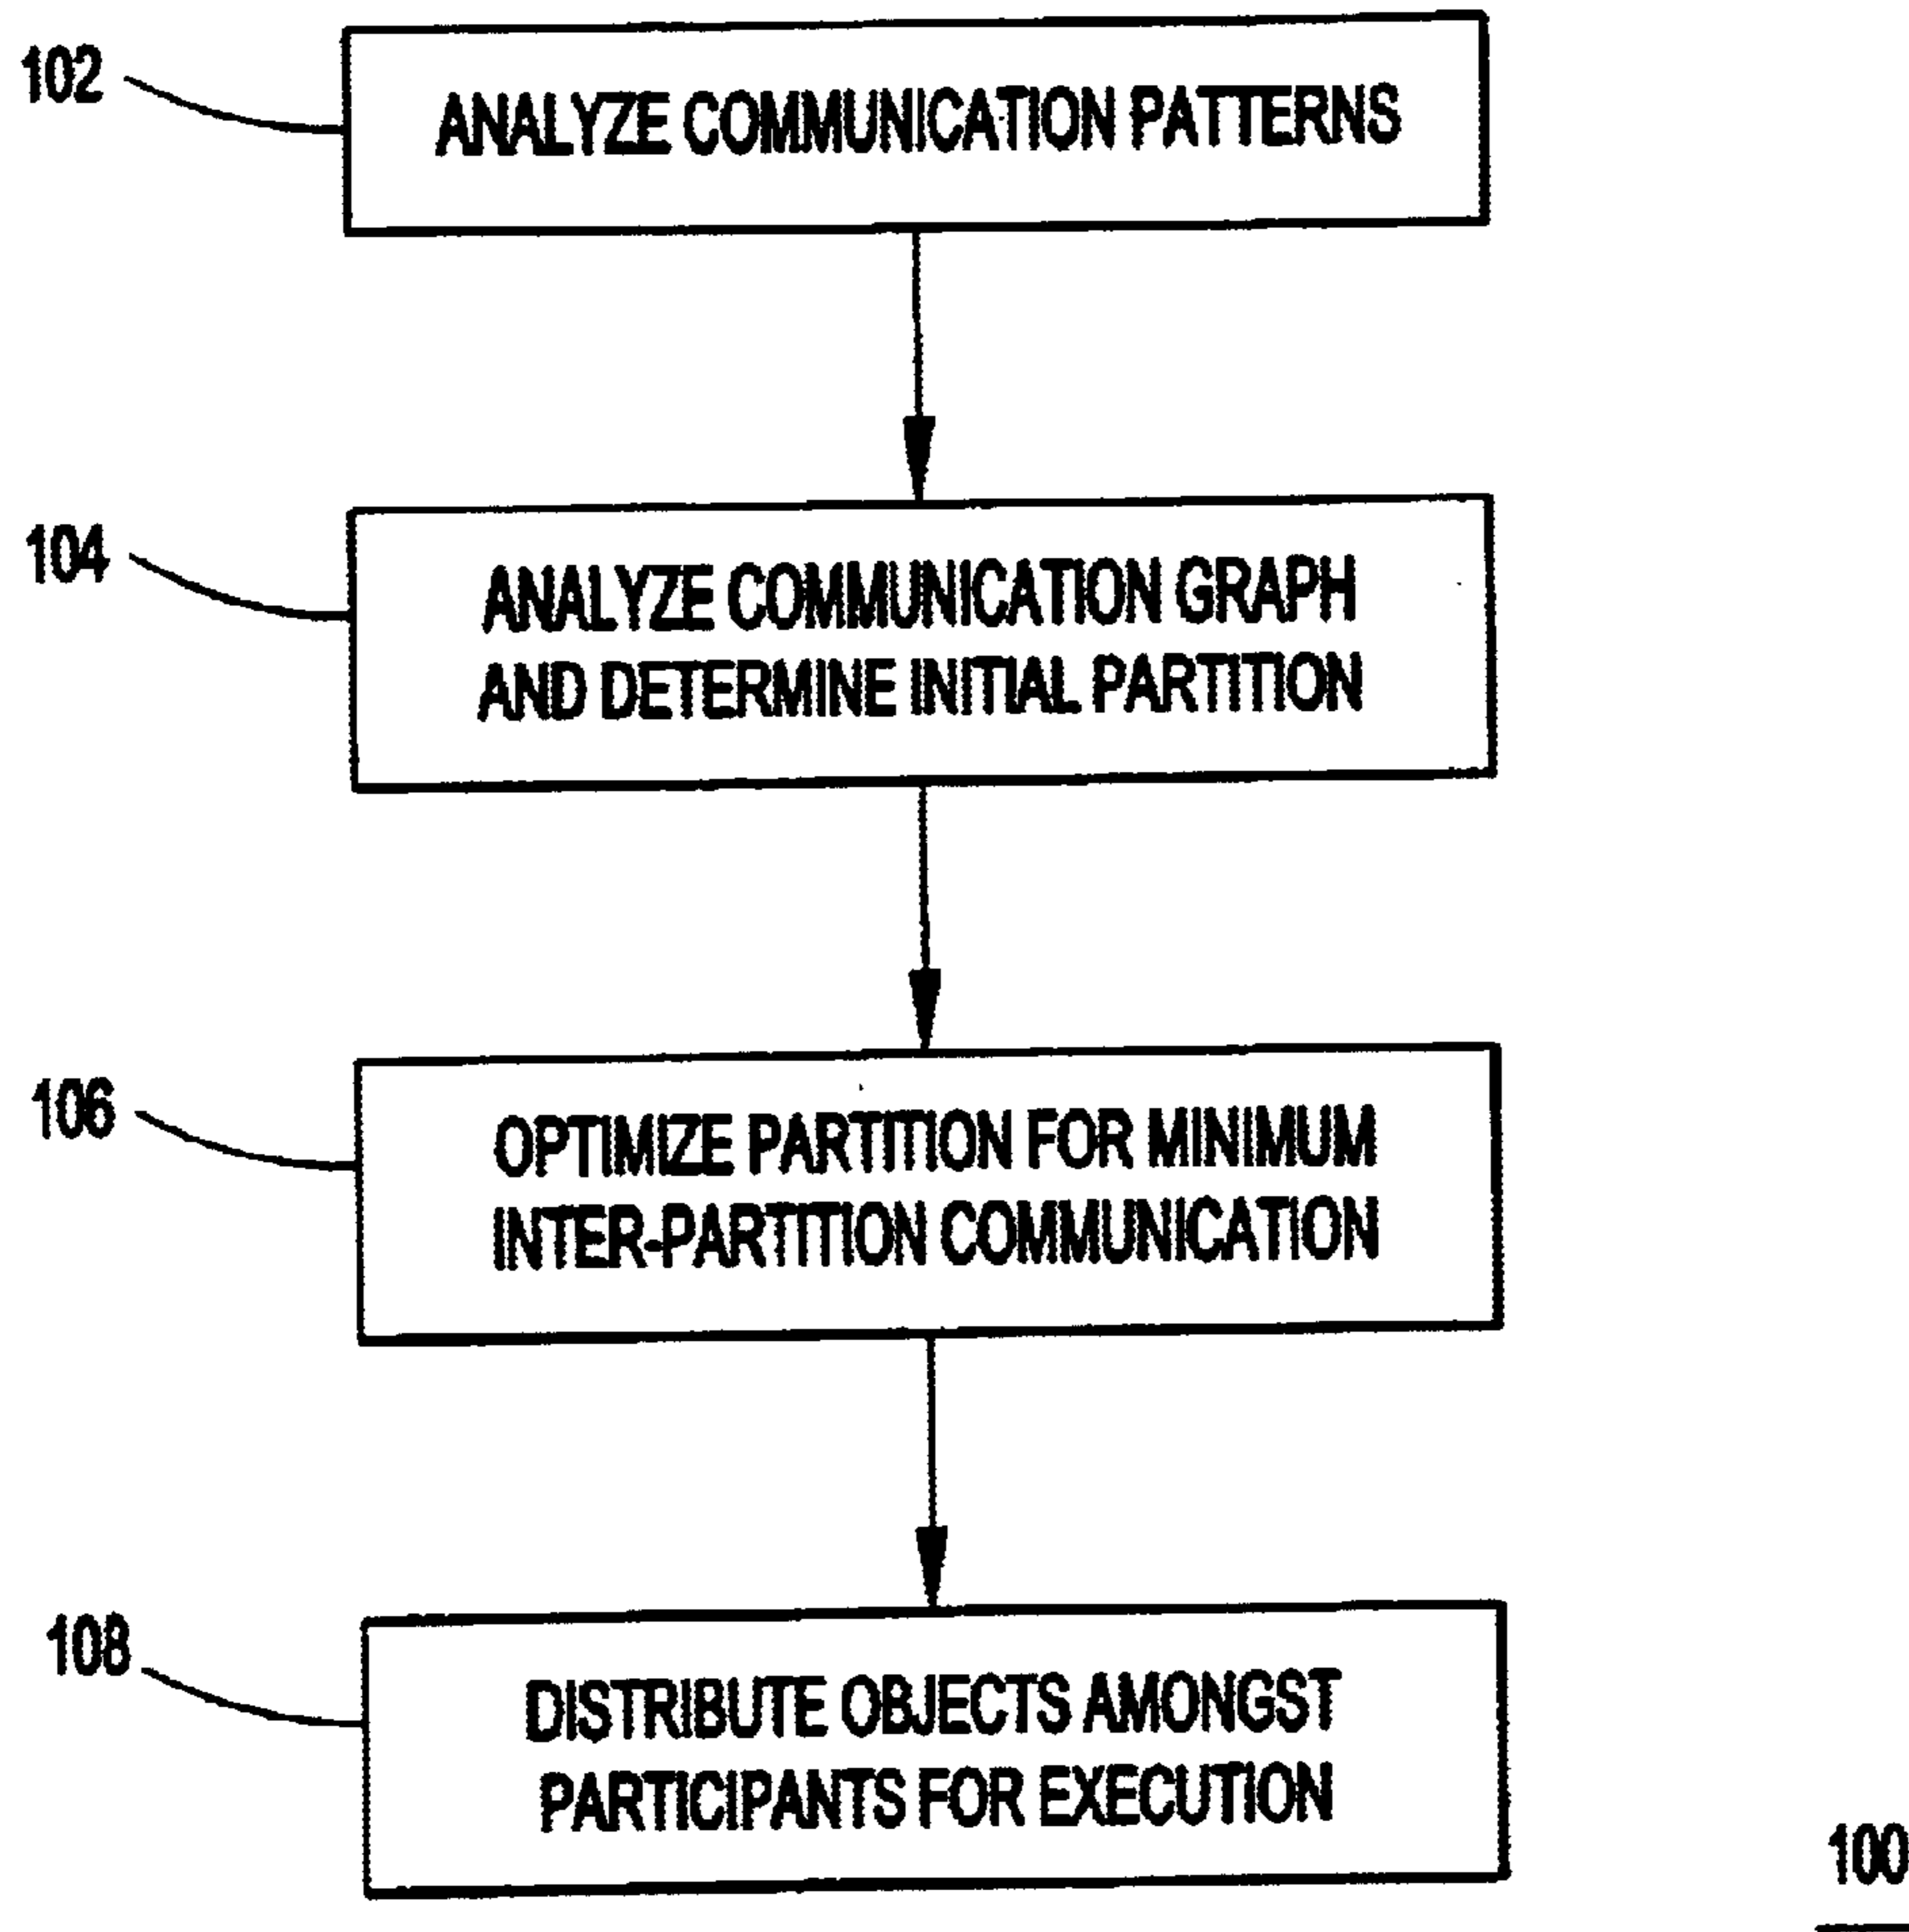 102
ANALYZE COMMUNICATION PATTERNS
104
ANALYZE COMMUNICATION GRAPH
AND DETERMINE INITIAL PARTITION
106
OPTIMIZE PARTITION FOR MINIMUM
INTER-PARTITION COMMUNICATION
108
DISTRIBUTE OBJECTS AMONGST
PARTICIPANTS FOR EXECUTION
100